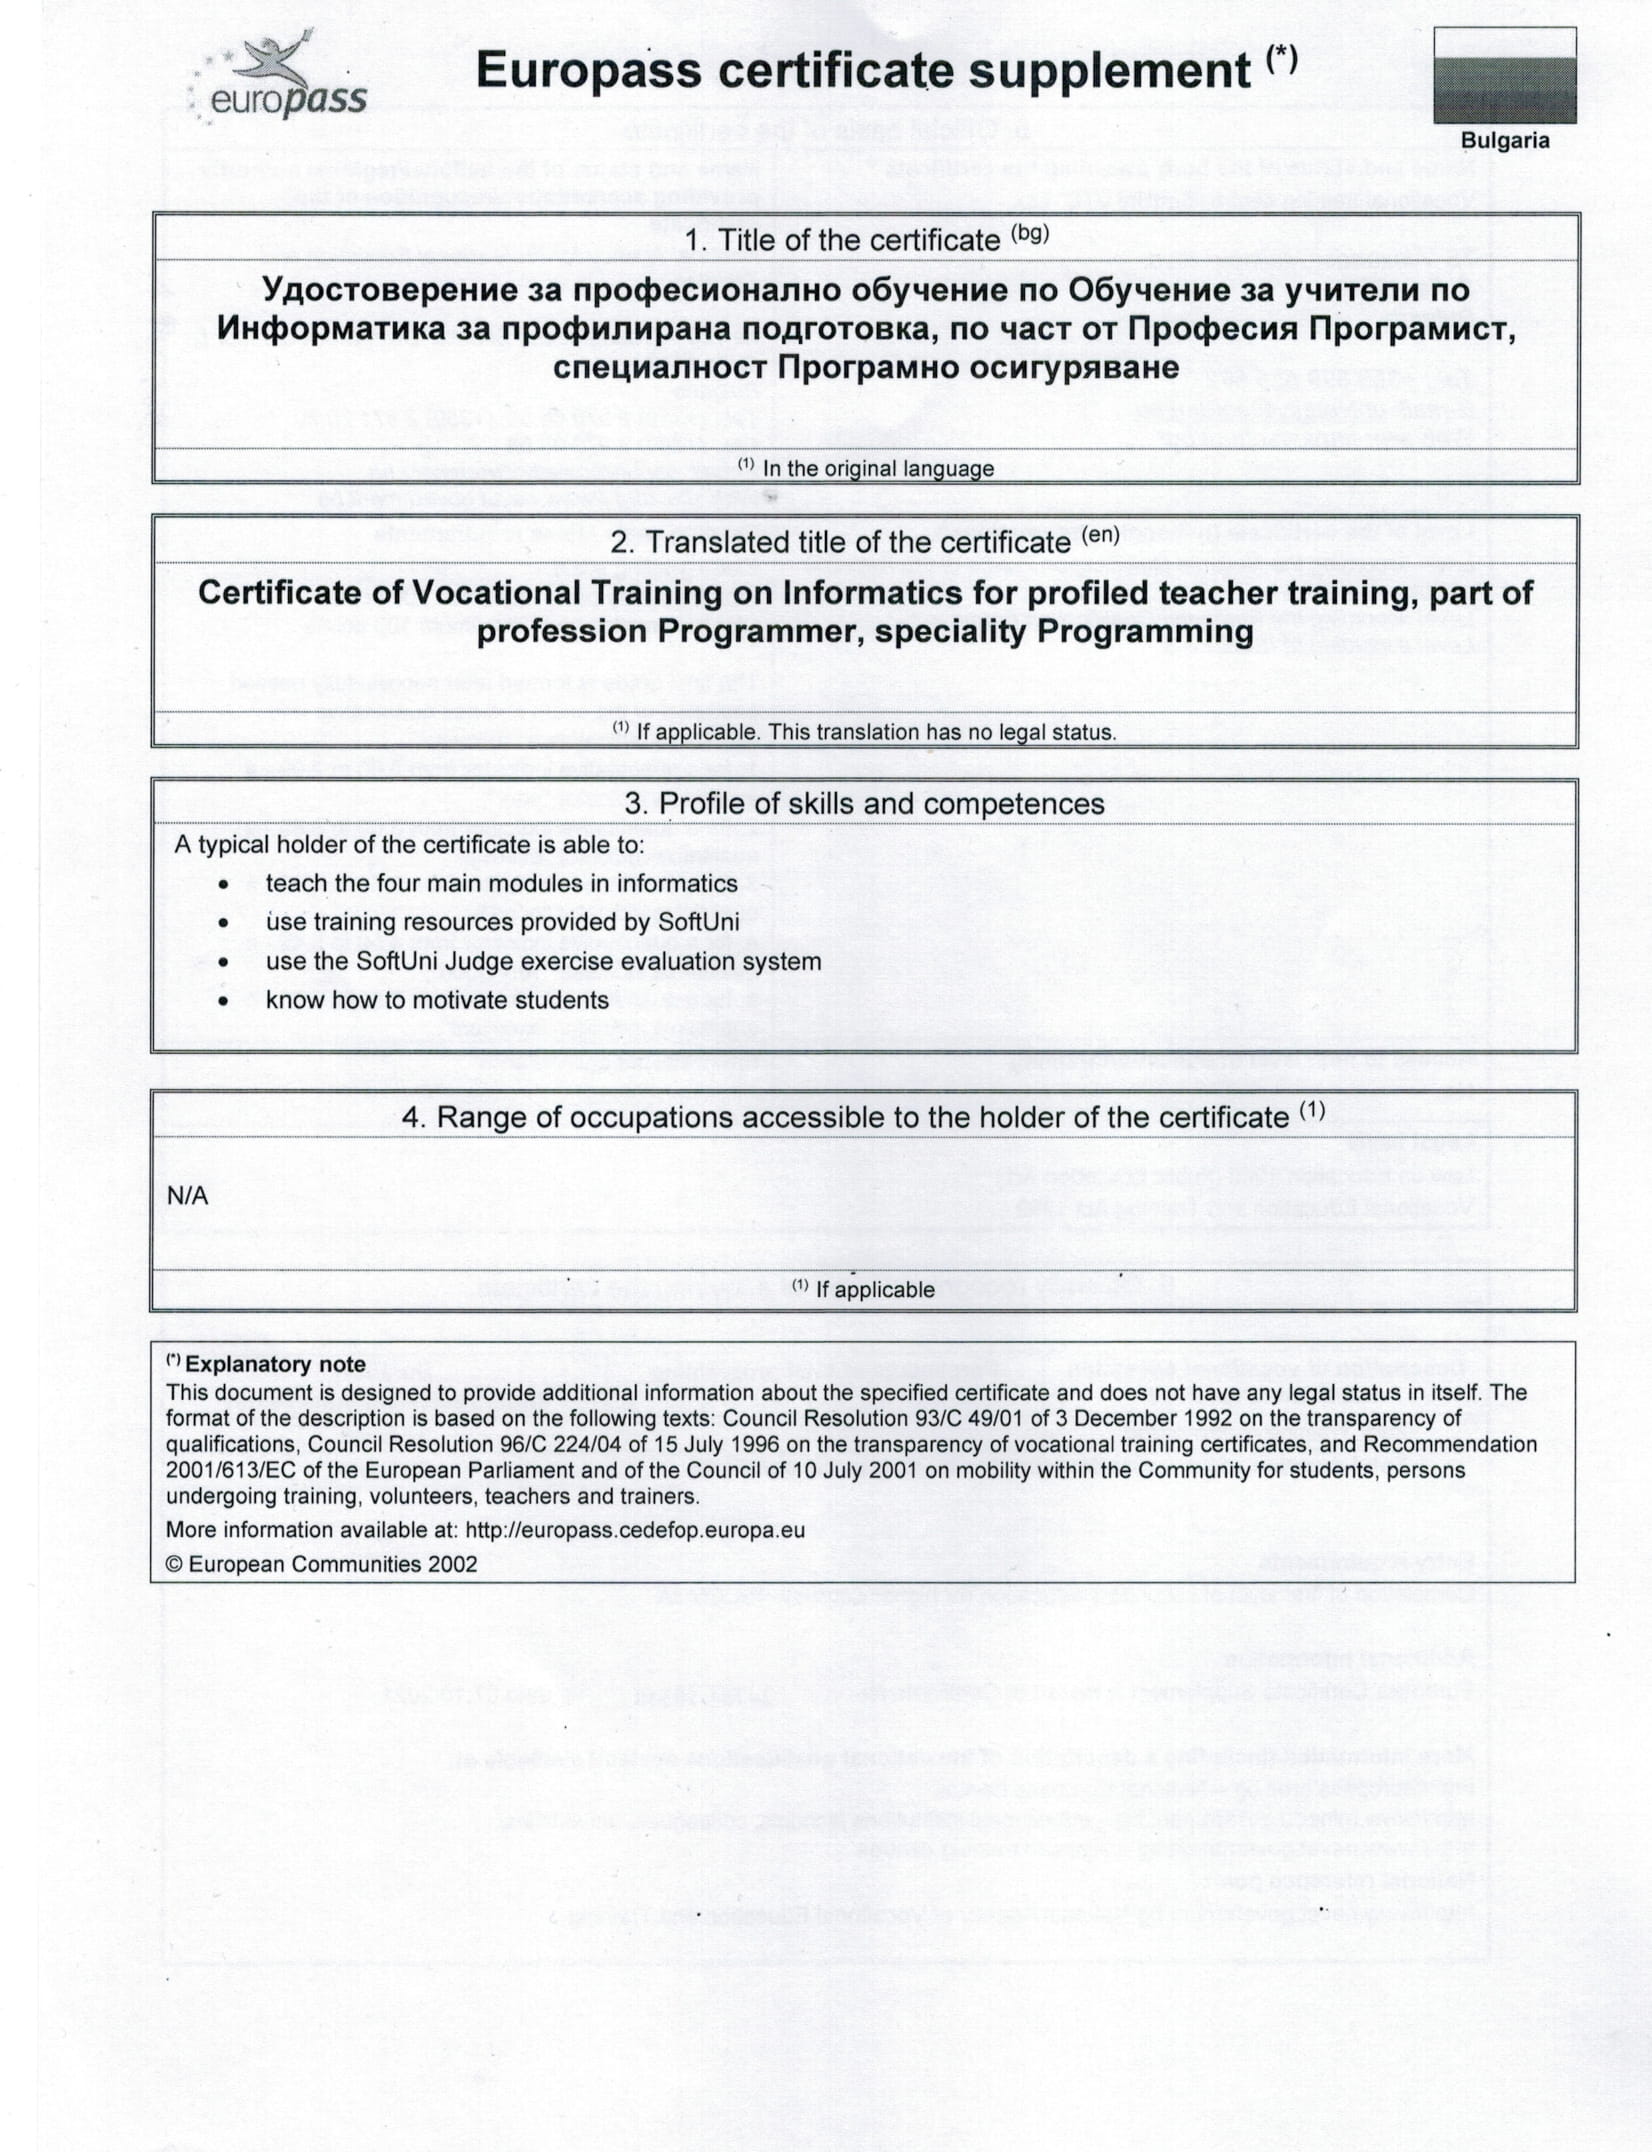 europass
Europass certificate supplement (*)
Bulgaria
1. Title of the certificate (bg)
Удостоверение за професионално обучение по Обучение за учители по
Информатика за профилирана подготовка, по част от Професия Програмист,
специалност Програмно осигуряване
(1) In the original language
2. Translated title of the certificate (en)
Certificate of Vocational Training on Informatics for profiled teacher training, part of
profession Programmer, speciality Programming
(1) If applicable. This translation has no legal status.
3. Profile of skills and competences
A typical holder of the certificate is able to:
• teach the four main modules in informatics
• use training resources provided by SoftUni
• use the SoftUni Judge exercise evaluation system
• know how to motivate students
4. Range of occupations accessible to the holder of the certificate (1)
N/A
(1) If applicable
(*) Explanatory note
This document is designed to provide additional information about the specified certificate and does not have any legal status in itself. The
format of the description is based on the following texts: Council Resolution 93/C 49/01 of 3 December 1992 on the transparency of
qualifications, Council Resolution 96/C 224/04 of 15 July 1996 on the transparency of vocational training certificates, and Recommendation
2001/613/EC of the European Parliament and of the Council of 10 July 2001 on mobility within the Community for students, persons
undergoing training, volunteers, teachers and trainers.
More information available at: http://europass.cedefop.europa.eu
© European Communities 2002